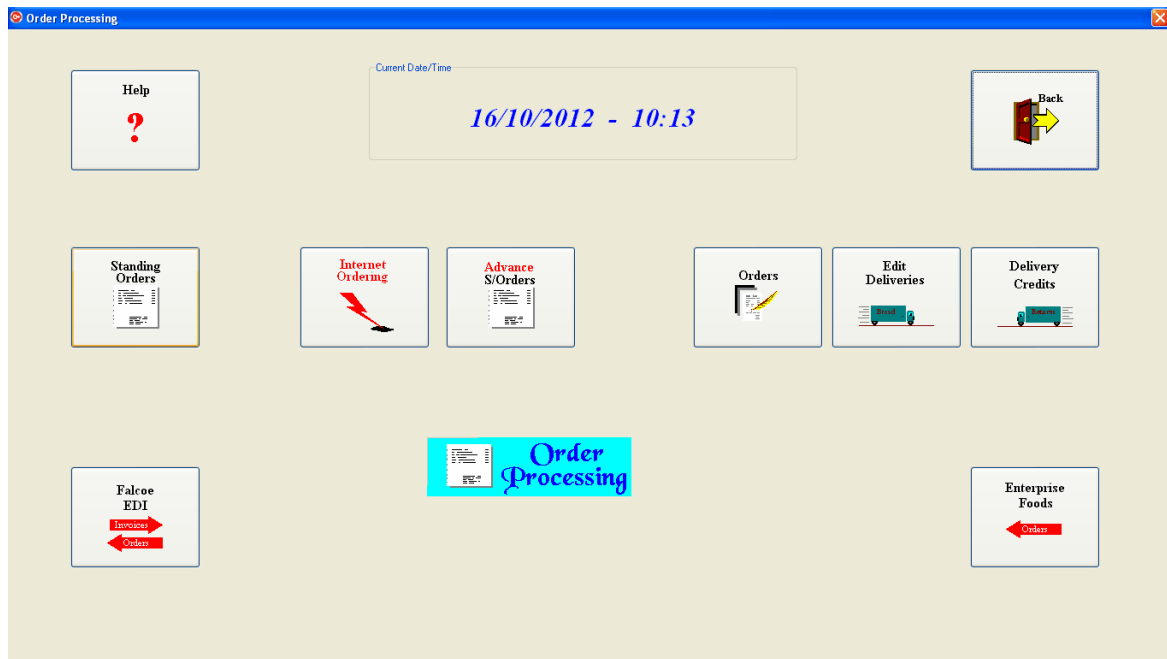 Order Processing
Current Date/Time
Help
?
16/10/2012 - 10:13
Back
Standing
Orders
Internet
Ordering
Advance
S/Orders
Orders
Edit
Deliveries
Bread
Delivery
Credits
Returns
Order
Processing
Falcoe
EDI
Invoices
Orders
Enterprise
Foods
Orders